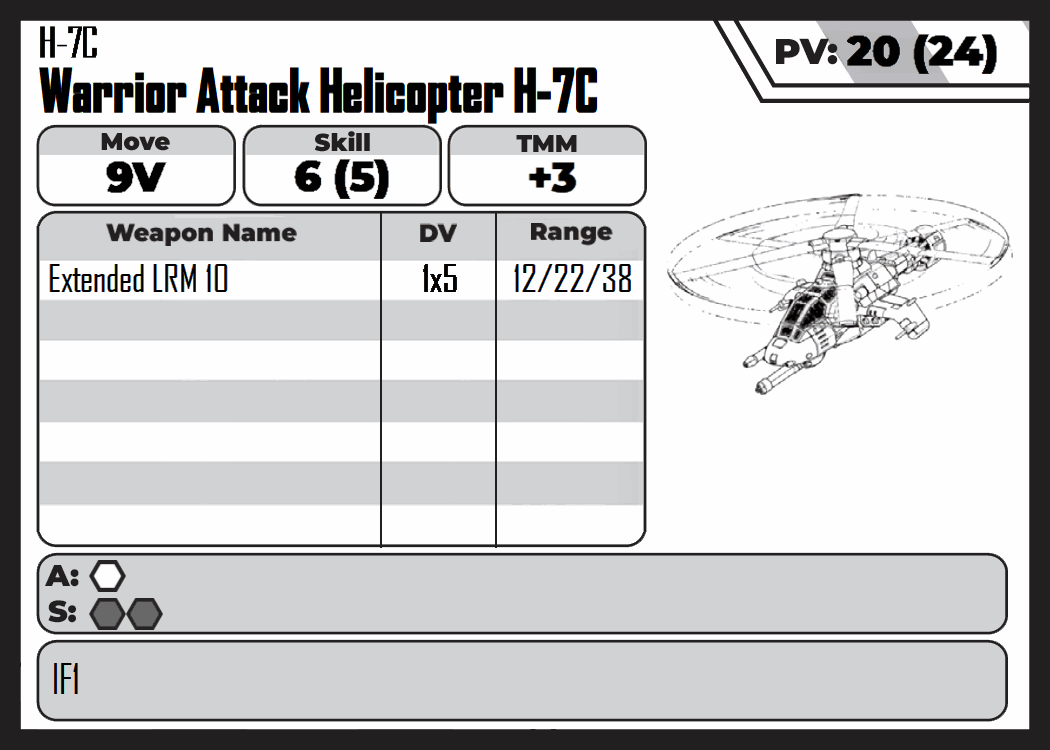 H-7C
PV: 20 (24)
Warrior Attack Helicopter H-7C
Move Skill TMM
9V 6 (5) +3
Weapon Name DV Range
Extended LRM 10 1x5 12/22/38
A:
S:
IF1